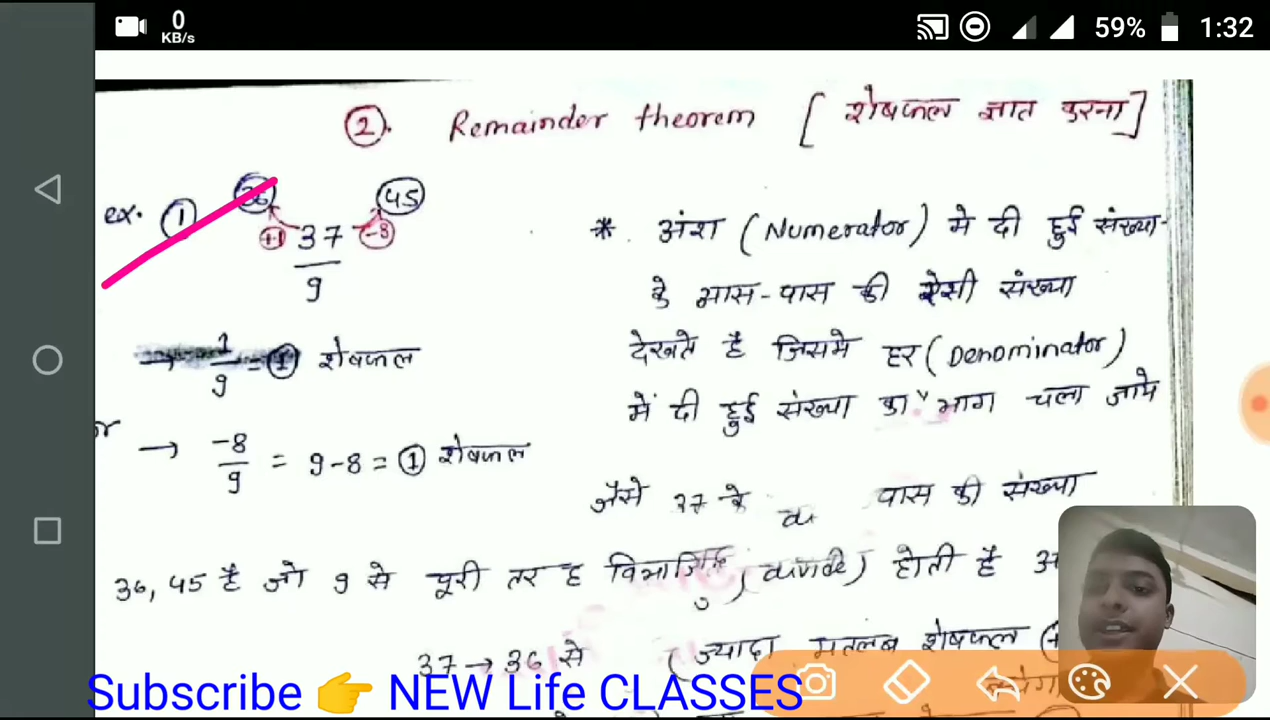 0
KB/s
59% 1:32
②. Remainder theorem [शेषफल ज्ञात करना]
ex. ① 36 45
+1 37 -8
9
→ 1/9 = ① शेषफल
or → -8/9 = 9-8 = ① शेषफल
* अंश (Numerator) मे दी हुई संख्या
के आस-पास की ऐसी संख्या
देखते है जिसमे हर (Denominator)
में दी हुई संख्या का भाग चला जाये
जैसे 37 के पास की संख्या
36, 45 है जो 9 से पूरी तरह विभाजित (divide) होती है
37 → 36 से (ज्यादा मतलब शेषफल
Subscribe 👉 NEW Life CLASSES